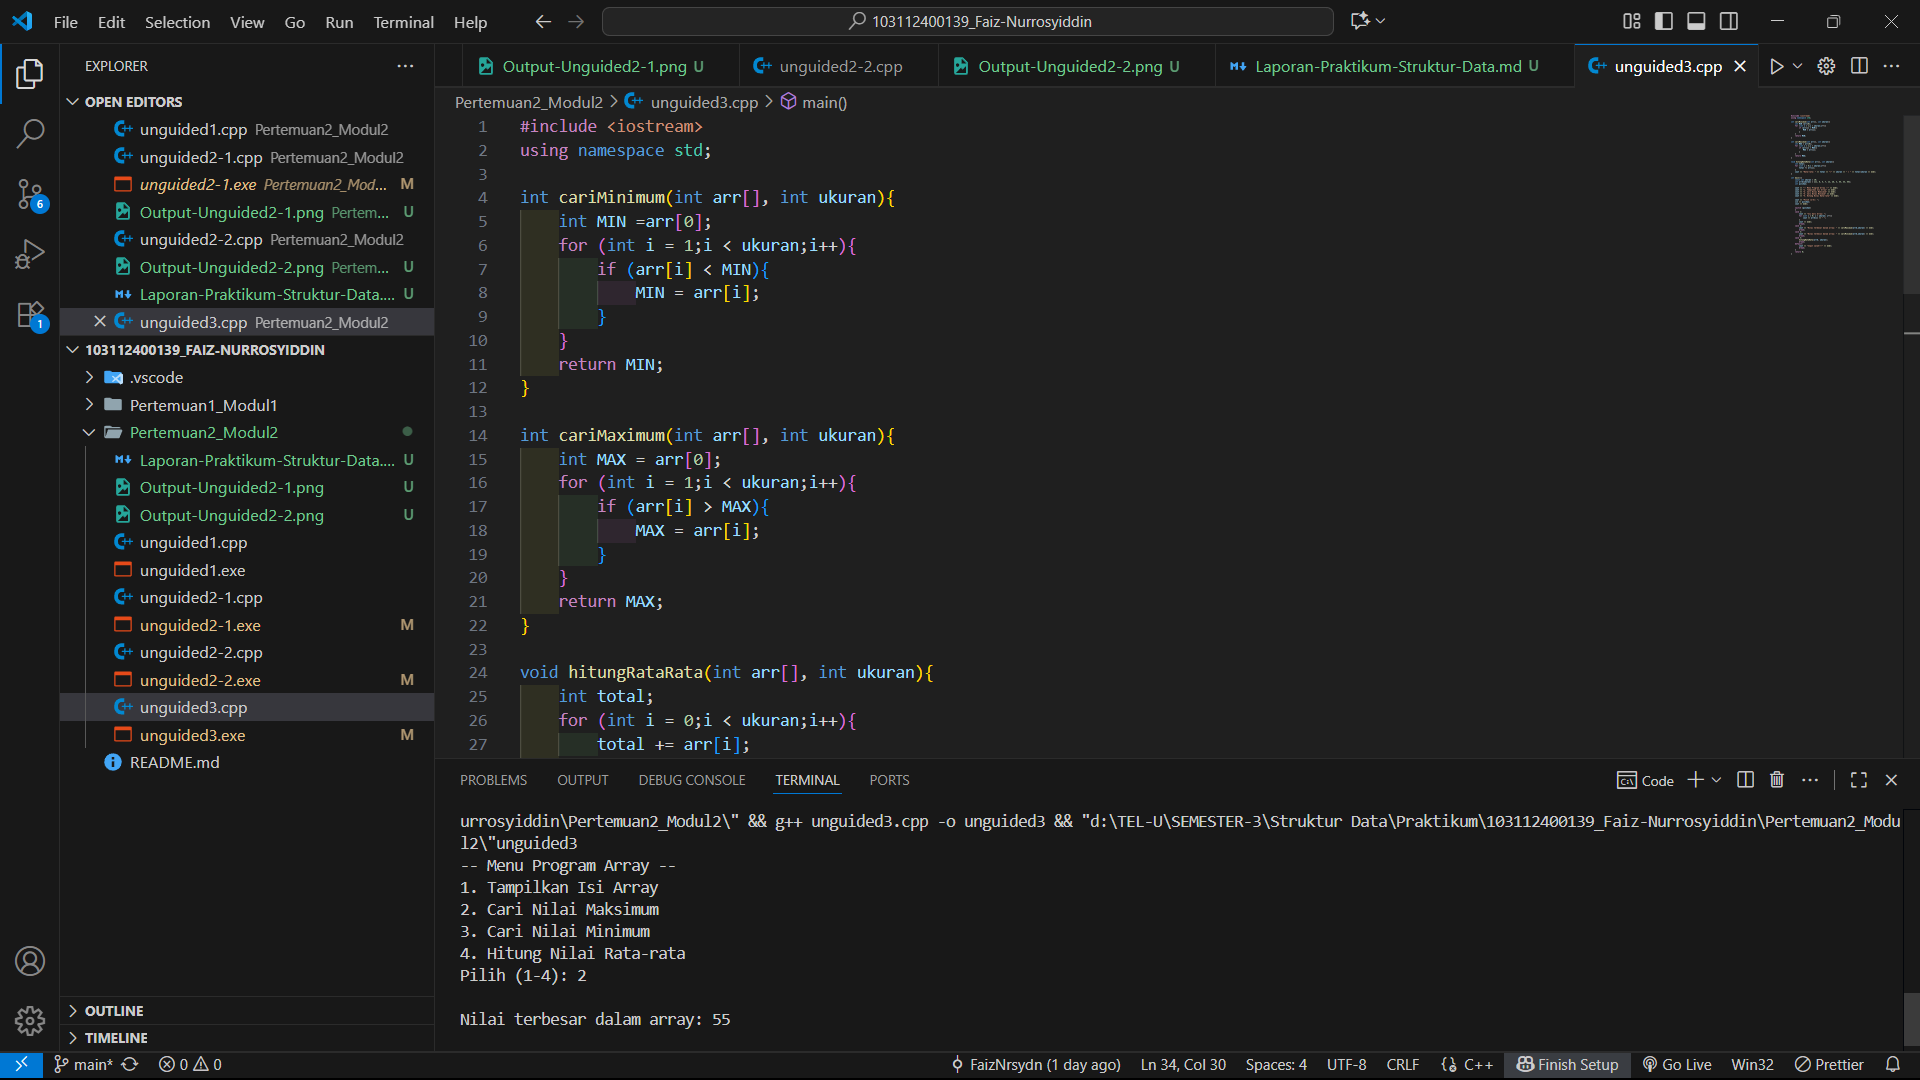 File Edit Selection View Go Run Terminal Help
103112400139_Faiz-Nurrosyiddin
EXPLORER
OPEN EDITORS
unguided1.cpp Pertemuan2_Modul2
unguided2-1.cpp Pertemuan2_Modul2
unguided2-1.exe Pertemuan2_Mod... M
Output-Unguided2-1.png Pertem... U
unguided2-2.cpp Pertemuan2_Modul2
Output-Unguided2-2.png Pertem... U
Laporan-Praktikum-Struktur-Data.... U
unguided3.cpp Pertemuan2_Modul2
103112400139_FAIZ-NURROSYIDDIN
.vscode
Pertemuan1_Modul1
Pertemuan2_Modul2
Laporan-Praktikum-Struktur-Data.... U
Output-Unguided2-1.png U
Output-Unguided2-2.png U
unguided1.cpp
unguided1.exe
unguided2-1.cpp
unguided2-1.exe M
unguided2-2.cpp
unguided2-2.exe M
unguided3.cpp
unguided3.exe M
README.md
OUTLINE
TIMELINE
6
1
Output-Unguided2-1.png U unguided2-2.cpp Output-Unguided2-2.png U Laporan-Praktikum-Struktur-Data.md U unguided3.cpp
Pertemuan2_Modul2 > unguided3.cpp > main()
1 #include <iostream>
2 using namespace std;
3
4 int cariMinimum(int arr[], int ukuran){
5 int MIN =arr[0];
6 for (int i = 1;i < ukuran;i++){
7 if (arr[i] < MIN){
8 MIN = arr[i];
9 }
10 }
11 return MIN;
12 }
13
14 int cariMaximum(int arr[], int ukuran){
15 int MAX = arr[0];
16 for (int i = 1;i < ukuran;i++){
17 if (arr[i] > MAX){
18 MAX = arr[i];
19 }
20 }
21 return MAX;
22 }
23
24 void hitungRataRata(int arr[], int ukuran){
25 int total;
26 for (int i = 0;i < ukuran;i++){
27 total += arr[i];
PROBLEMS OUTPUT DEBUG CONSOLE TERMINAL PORTS
Code
urrosyiddin\Pertemuan2_Modul2\" && g++ unguided3.cpp -o unguided3 && "d:\TEL-U\SEMESTER-3\Struktur Data\Praktikum\103112400139_Faiz-Nurrosyiddin\Pertemuan2_Modu
l2\"unguided3
-- Menu Program Array --
1. Tampilkan Isi Array
2. Cari Nilai Maksimum
3. Cari Nilai Minimum
4. Hitung Nilai Rata-rata
Pilih (1-4): 2
Nilai terbesar dalam array: 55
main* 0 0 FaizNrsydn (1 day ago) Ln 34, Col 30 Spaces: 4 UTF-8 CRLF {} C++ Finish Setup Go Live Win32 Prettier